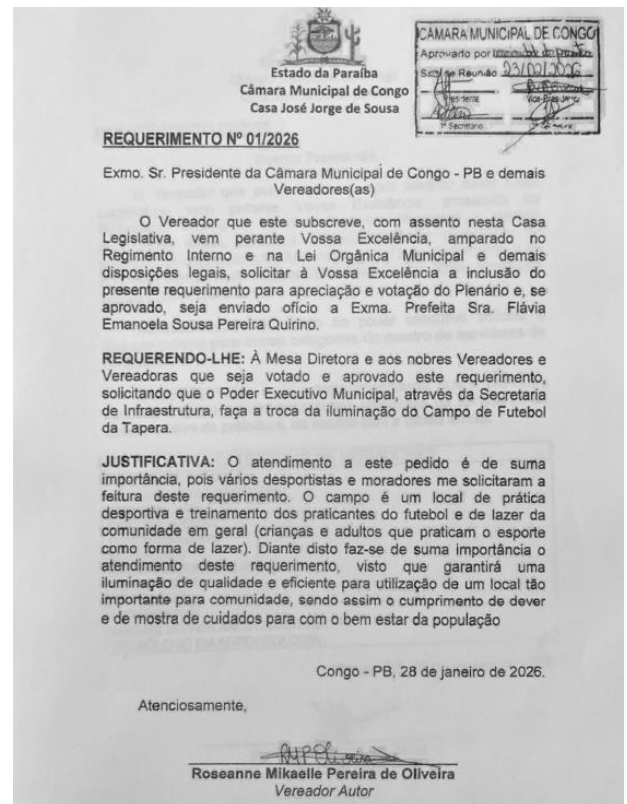 CÂMARA MUNICIPAL DE CONGO
Aprovado por
Reunião 23/02/2026
Presidente
1º Secretário
Estado da Paraíba
Câmara Municipal de Congo
Casa José Jorge de Sousa
REQUERIMENTO Nº 01/2026
Exmo. Sr. Presidente da Câmara Municipal de Congo - PB e demais
Vereadores(as)
O Vereador que este subscreve, com assento nesta Casa
Legislativa, vem perante Vossa Excelência, amparado no
Regimento Interno e na Lei Orgânica Municipal e demais
disposições legais, solicitar à Vossa Excelência a inclusão do
presente requerimento para apreciação e votação do Plenário e, se
aprovado, seja enviado ofício a Exma. Prefeita Sra. Flávia
Emanoela Sousa Pereira Quirino.
REQUERENDO-LHE: À Mesa Diretora e aos nobres Vereadores e
Vereadoras que seja votado e aprovado este requerimento,
solicitando que o Poder Executivo Municipal, através da Secretaria
de Infraestrutura, faça a troca da iluminação do Campo de Futebol
da Tapera.
JUSTIFICATIVA: O atendimento a este pedido é de suma
importância, pois vários desportistas e moradores me solicitaram a
feitura deste requerimento. O campo é um local de prática
desportiva e treinamento dos praticantes do futebol e de lazer da
comunidade em geral (crianças e adultos que praticam o esporte
como forma de lazer). Diante disto faz-se de suma importância o
atendimento deste requerimento, visto que garantirá uma
iluminação de qualidade e eficiente para utilização de um local tão
importante para comunidade, sendo assim o cumprimento de dever
e de mostra de cuidados para com o bem estar da população
Congo - PB, 28 de janeiro de 2026.
Atenciosamente,
Roseanne Mikaelle Pereira de Oliveira
Vereador Autor